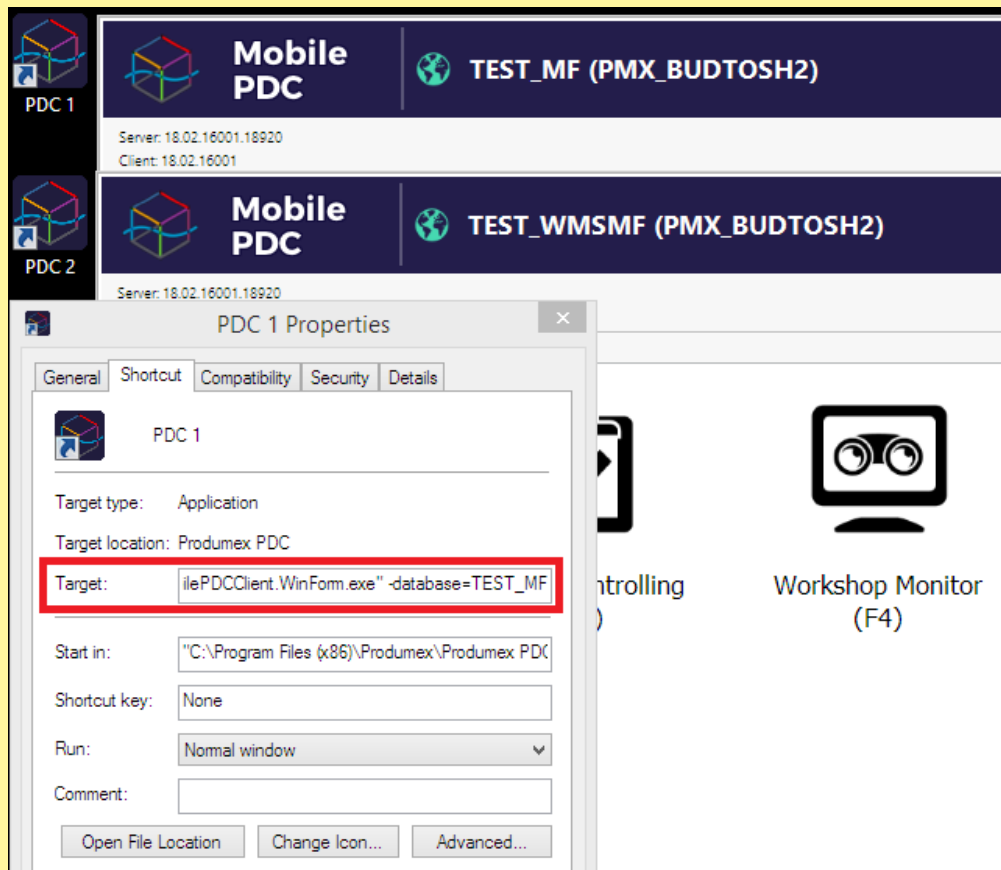 PDC 1
Mobile PDC
TEST_MF (PMX_BUDTOSH2)
Server: 18.02.16001.18920
Client: 18.02.16001
PDC 2
Mobile PDC
TEST_WMSMF (PMX_BUDTOSH2)
Server: 18.02.16001.18920
PDC 1 Properties
General Shortcut Compatibility Security Details
PDC 1
Target type: Application
Target location: Produmex PDC
Target: ilePDCClient.WinForm.exe" -database=TEST_MF
Start in: "C:\Program Files (x86)\Produmex\Produmex PD
Shortcut key: None
Run: Normal window
Comment:
Open File Location Change Icon... Advanced...
ntrolling
)
Workshop Monitor
(F4)